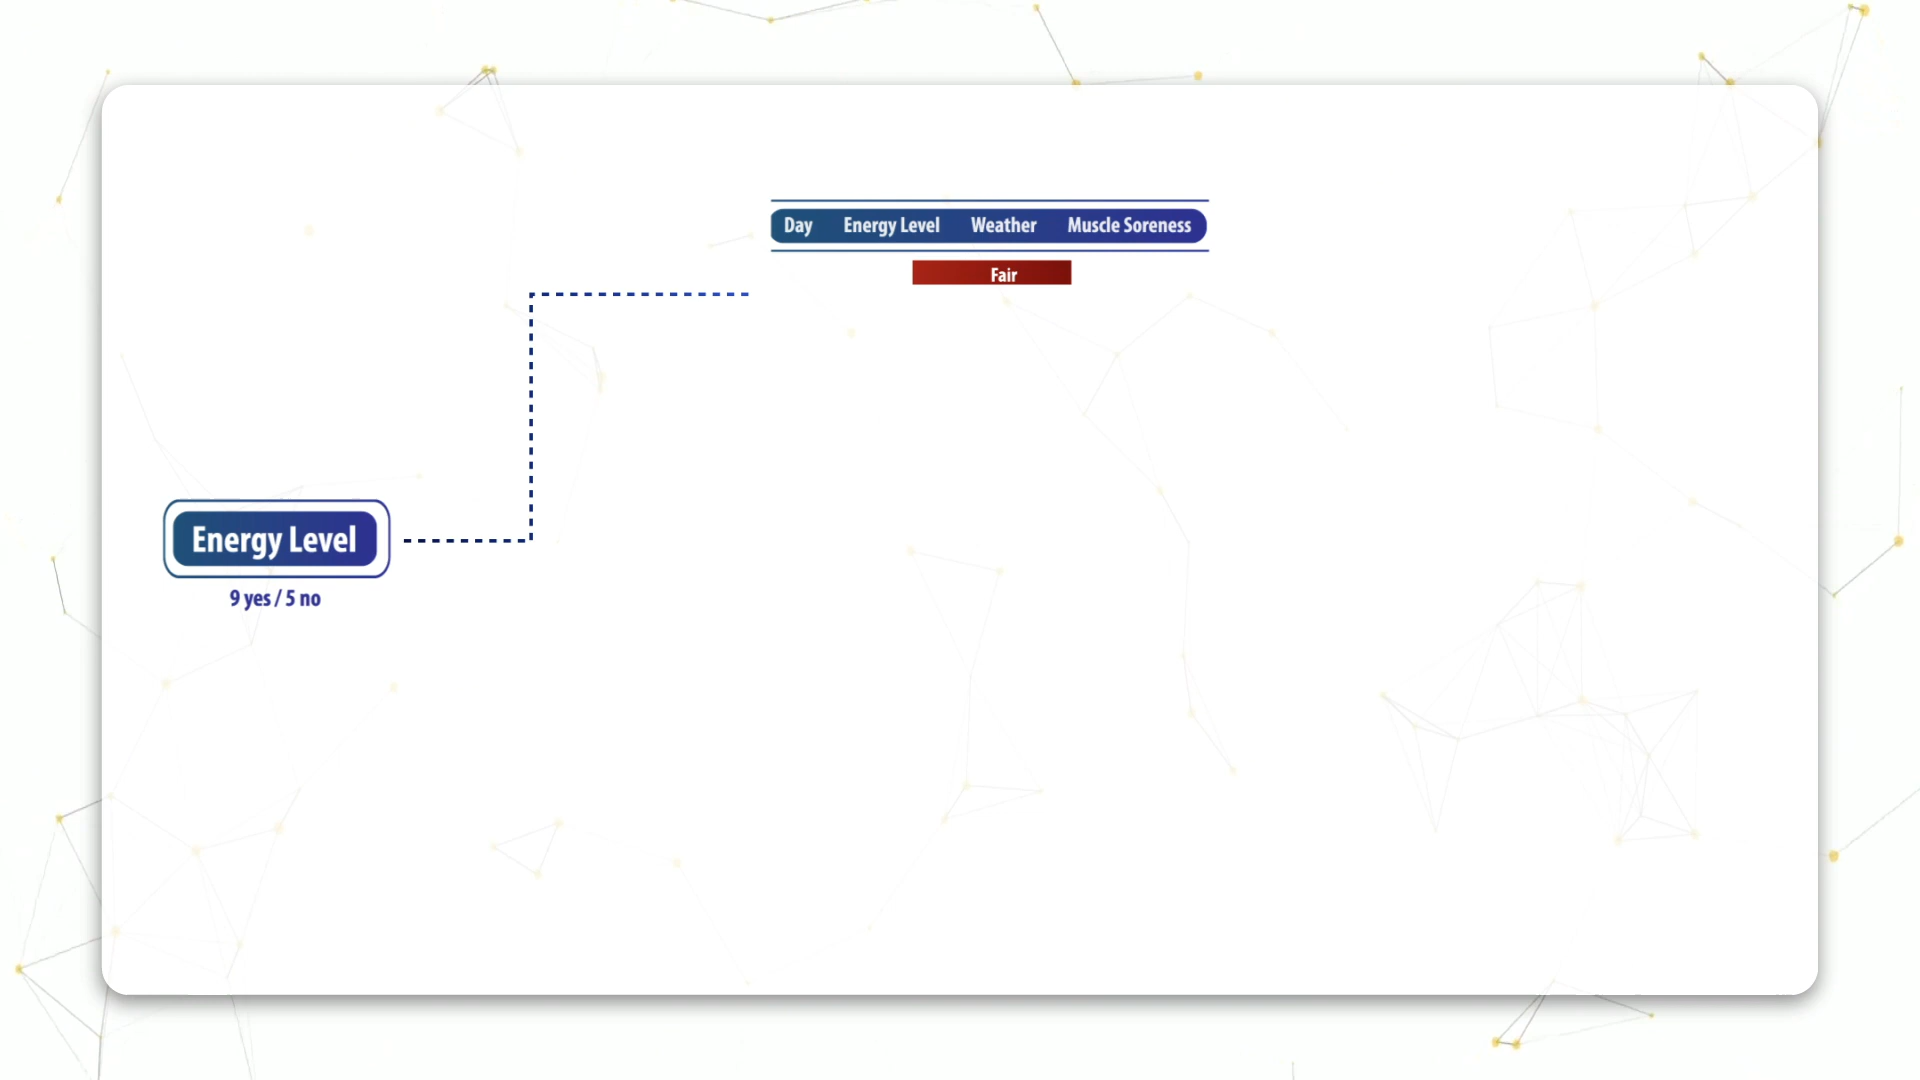 Day Energy Level Weather Muscle Soreness
Fair
Energy Level
9 yes / 5 no